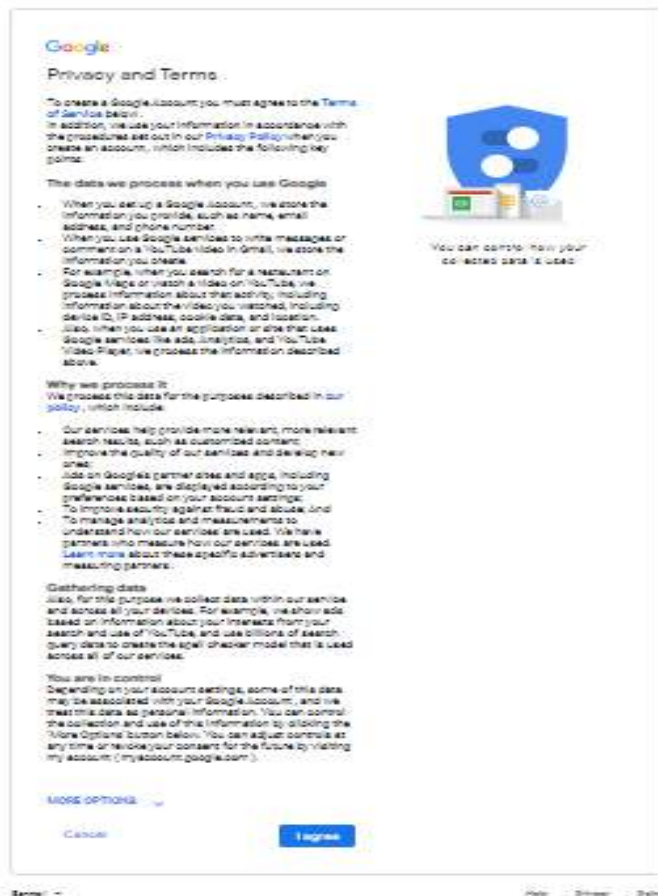 Google
Privacy and Terms
To create a Google Account you must agree to the Terms
of Service below.
In addition, we use your information in accordance with
the procedures set out in our Privacy Policy when you
create an account, which includes the following key
points:
The data we process when you use Google
When you set up a Google Account, we store the
information you provide, such as name, email
address, and phone number.
When you use Google services to write messages or
comment on a YouTube video in Gmail, we store the
information you create.
For example, when you search for a restaurant on
Google Maps or watch a video on YouTube, we
process information about that activity, including
information about the video you watched, including
device ID, IP address, cookie data, and location.
Also, when you use an application or site that uses
Google services like ads, Analytics, and YouTube
Video Player, we process the information described
above.
Why we process it
We process this data for the purposes described in our
policy, which include:
Our services help provide more relevant, more relevant
search results, such as customized content;
Improve the quality of our services and develop new
ones;
Ads on Google's partner sites and apps, including
Google services, are displayed according to your
preferences based on your account settings;
To improve security against fraud and abuse; And
To manage analytics and measurements to
understand how our services are used. We have
partners who measure how our services are used.
Learn more about these specific advertisers and
measuring partners.
Gathering data
Also, for this purpose we collect data within our service
and across all your devices. For example, we show ads
based on information about your interests from your
search and use of YouTube, and use billions of search
query data to create the spell checker model that is used
across all of our services.
You are in control
Depending on your account settings, some of this data
may be associated with your Google Account, and we
treat this data as personal information. You can control
the collection and use of this information by clicking the
'More Options' button below. You can adjust controls at
any time or revoke your consent for the future by visiting
my account (myaccount.google.com).
MORE OPTIONS
Cancel
I agree
You can control how your
collected data is used
Help